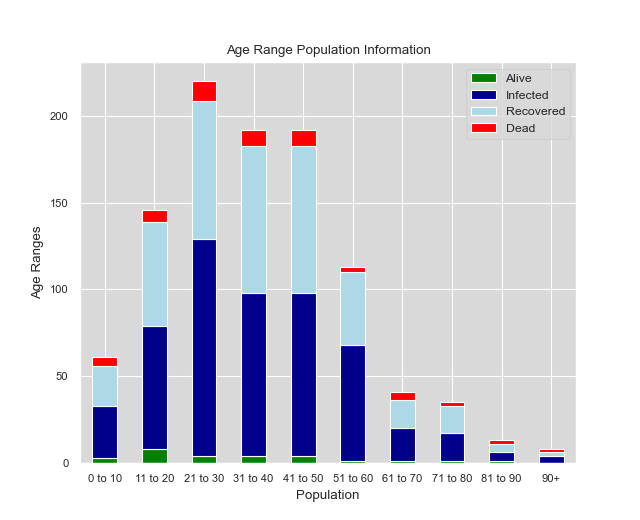 Age Range Population Information
Alive
Infected
Recovered
Dead
200
150
100
50
0
Age Ranges
0 to 10 11 to 20 21 to 30 31 to 40 41 to 50 51 to 60 61 to 70 71 to 80 81 to 90 90+
Population